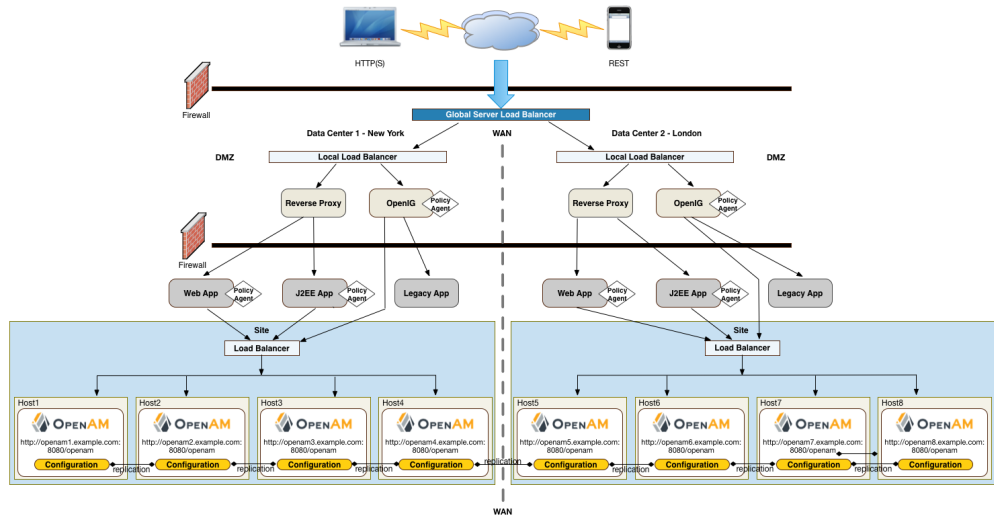 HTTP(S)
REST
Firewall
Global Server Load Balancer
Data Center 1 - New York
WAN
Data Center 2 - London
DMZ
Local Load Balancer
Local Load Balancer
DMZ
Reverse Proxy
OpenIG
Policy
Agent
Reverse Proxy
OpenIG
Policy
Agent
Firewall
Web App
Policy
Agent
J2EE App
Policy
Agent
Legacy App
Web App
Policy
Agent
J2EE App
Policy
Agent
Legacy App
Site
Load Balancer
Site
Load Balancer
Host1
OPENAM
http://openam1.example.com:
8080/openam
Configuration
replication
Host2
OPENAM
http://openam2.example.com:
8080/openam
Configuration
replication
Host3
OPENAM
http://openam3.example.com:
8080/openam
Configuration
replication
Host4
OPENAM
http://openam4.example.com:
8080/openam
Configuration
replication
Host5
OPENAM
http://openam5.example.com:
8080/openam
Configuration
replication
Host6
OPENAM
http://openam6.example.com:
8080/openam
Configuration
replication
Host7
OPENAM
http://openam7.example.com:
8080/openam
Configuration
replication
Host8
OPENAM
http://openam8.example.com:
8080/openam
Configuration
WAN